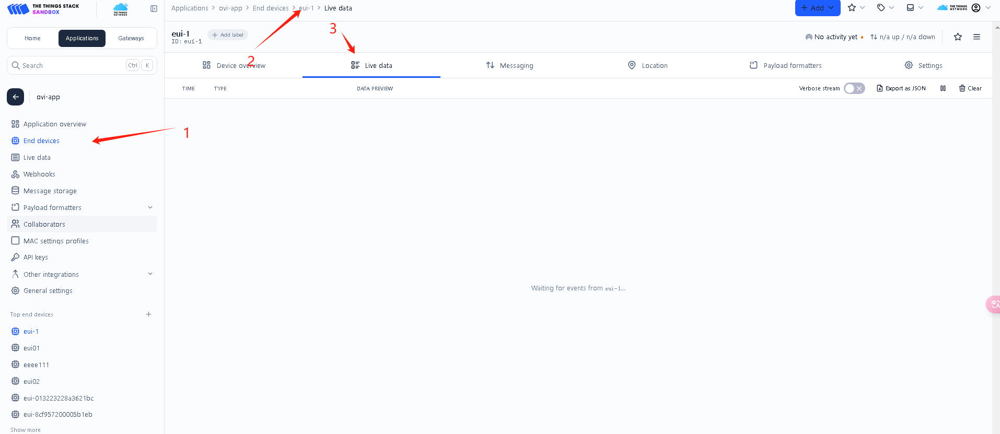 THE THINGS STACK
SANDBOX
THE THINGS
NETWORK
Applications > ovi-app > End devices > eui-1 > Live data
+ Add
THE THINGS
NETWORK
Home Applications Gateways
Search Ctrl K
ovi-app
Application overview
End devices
Live data
Webhooks
Message storage
Payload formatters
Collaborators
MAC settings profiles
API keys
Other integrations
General settings
Top end devices +
eui-1
eui01
eeee111
eui02
eui-013223228a3621bc
eui-8cf957200005b1eb
Show more
1
2
3
eui-1
+ Add label
ID: eui-1
No activity yet
n/a up / n/a down
Device overview Live data Messaging Location Payload formatters Settings
TIME TYPE DATA PREVIEW Verbose stream Export as JSON Clear
Waiting for events from eui-1...